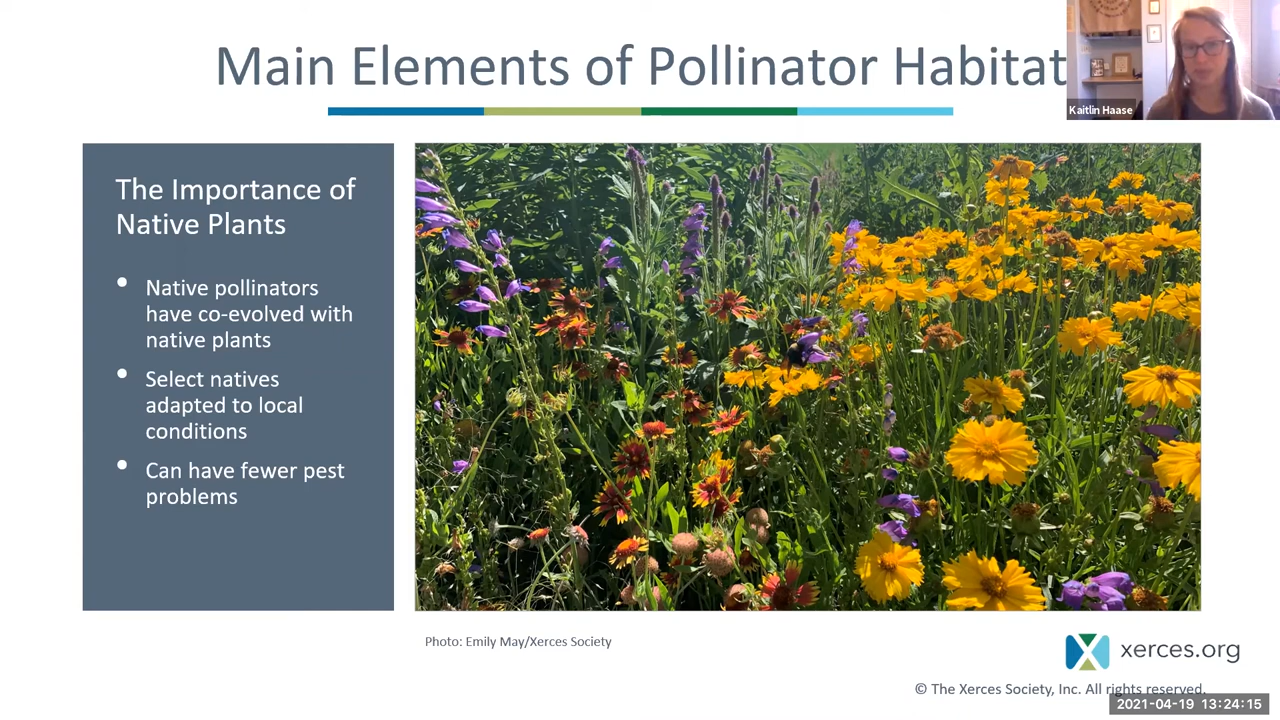 Main Elements of Pollinator Habitat
Kaitlin Haase
The Importance of
Native Plants
• Native pollinators
have co-evolved with
native plants
• Select natives
adapted to local
conditions
• Can have fewer pest
problems
Photo: Emily May/Xerces Society
xerces.org
© The Xerces Society, Inc. All rights reserved.
2021-04-19 13:24:15